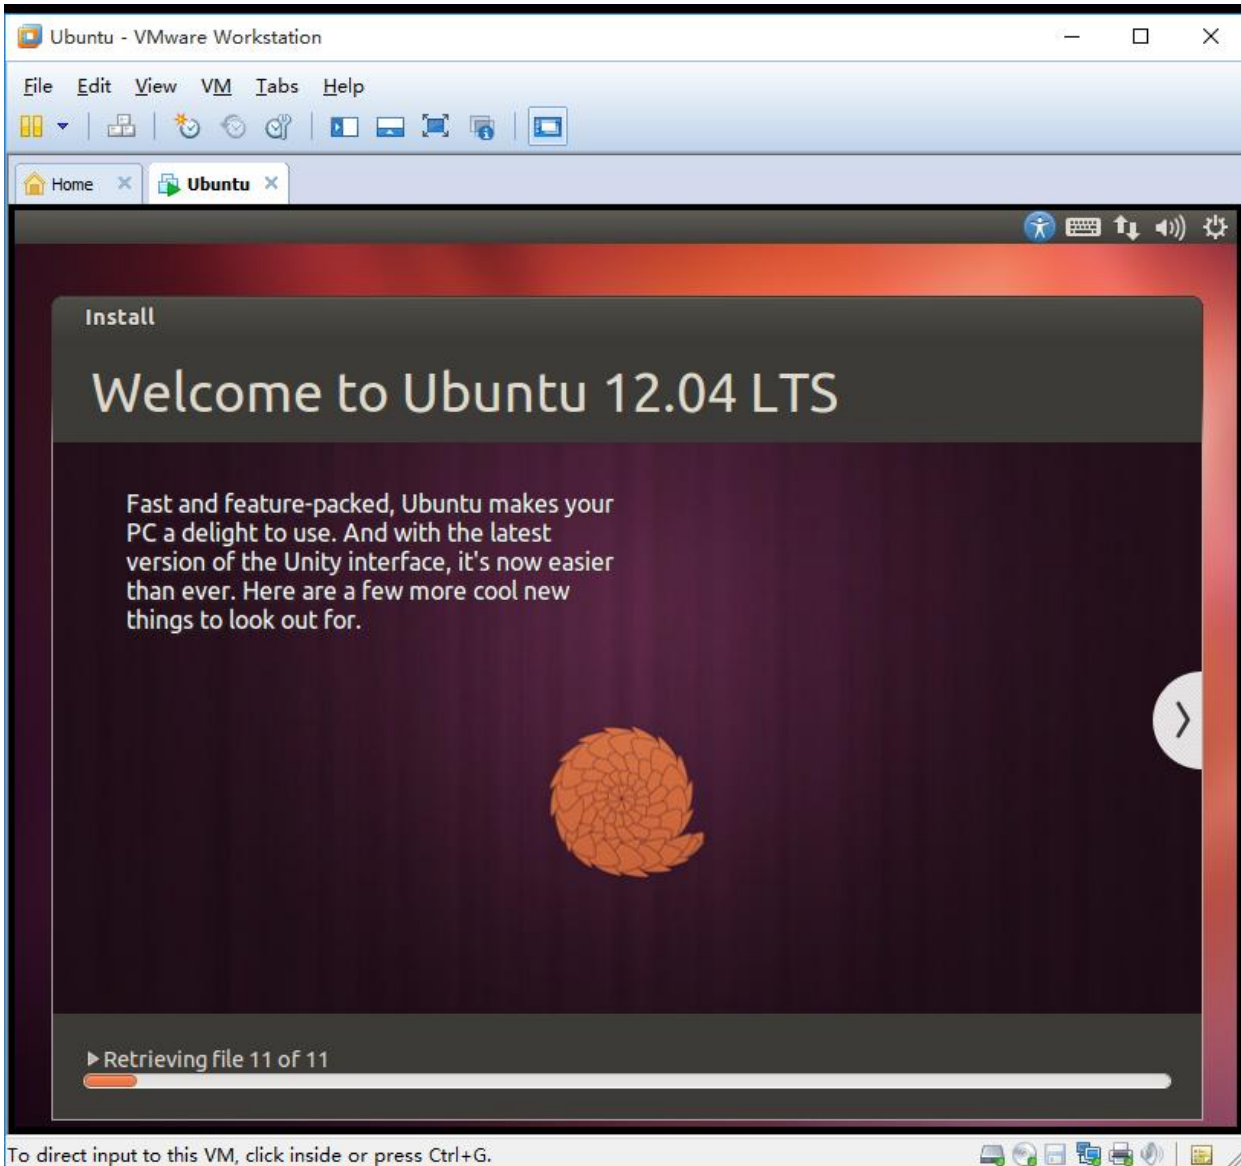 Ubuntu - VMware Workstation
File Edit View VM Tabs Help
Home Ubuntu
Install
Welcome to Ubuntu 12.04 LTS
Fast and feature-packed, Ubuntu makes your
PC a delight to use. And with the latest
version of the Unity interface, it's now easier
than ever. Here are a few more cool new
things to look out for.
Retrieving file 11 of 11
To direct input to this VM, click inside or press Ctrl+G.